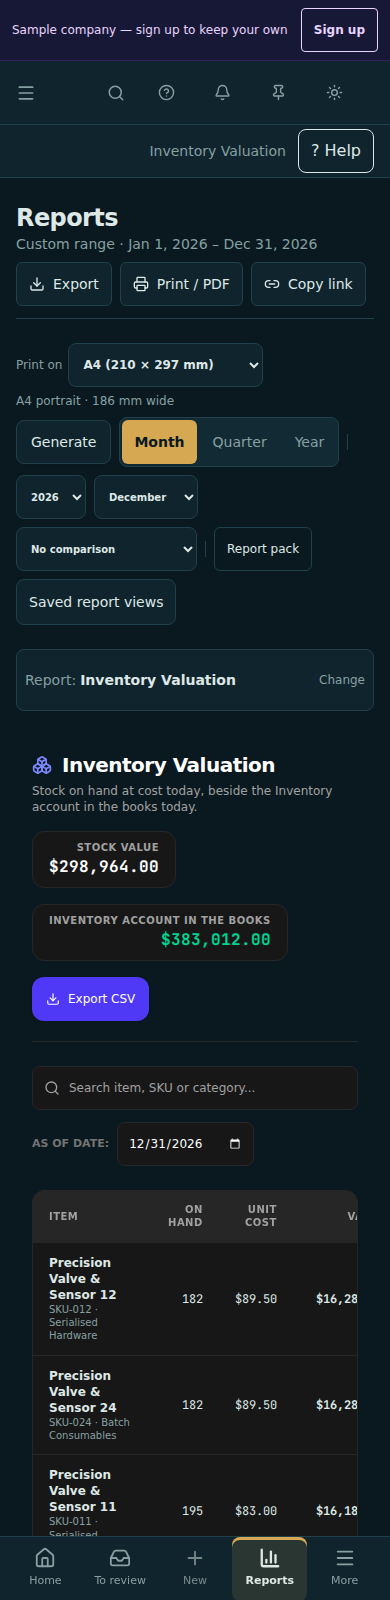 Sample company — sign up to keep your own
Sign up
Inventory Valuation
? Help
Reports
Custom range · Jan 1, 2026 – Dec 31, 2026
Export
Print / PDF
Copy link
Print on
A4 (210 × 297 mm)
A4 portrait · 186 mm wide
Generate
Month
Quarter
Year
2026
December
No comparison
Report pack
Saved report views
Report: Inventory Valuation
Change
Inventory Valuation
Stock on hand at cost today, beside the Inventory
account in the books today.
STOCK VALUE
$298,964.00
INVENTORY ACCOUNT IN THE BOOKS
$383,012.00
Export CSV
Search item, SKU or category...
AS OF DATE:
12/31/2026
ITEM
ON HAND
UNIT COST
Precision Valve & Sensor 12
SKU-012 · Serialised Hardware
182
$89.50
$16,28
Precision Valve & Sensor 24
SKU-024 · Batch Consumables
182
$89.50
$16,28
Precision Valve & Sensor 11
SKU-011 · Serialised
195
$83.00
$16,18
Home
To review
New
Reports
More